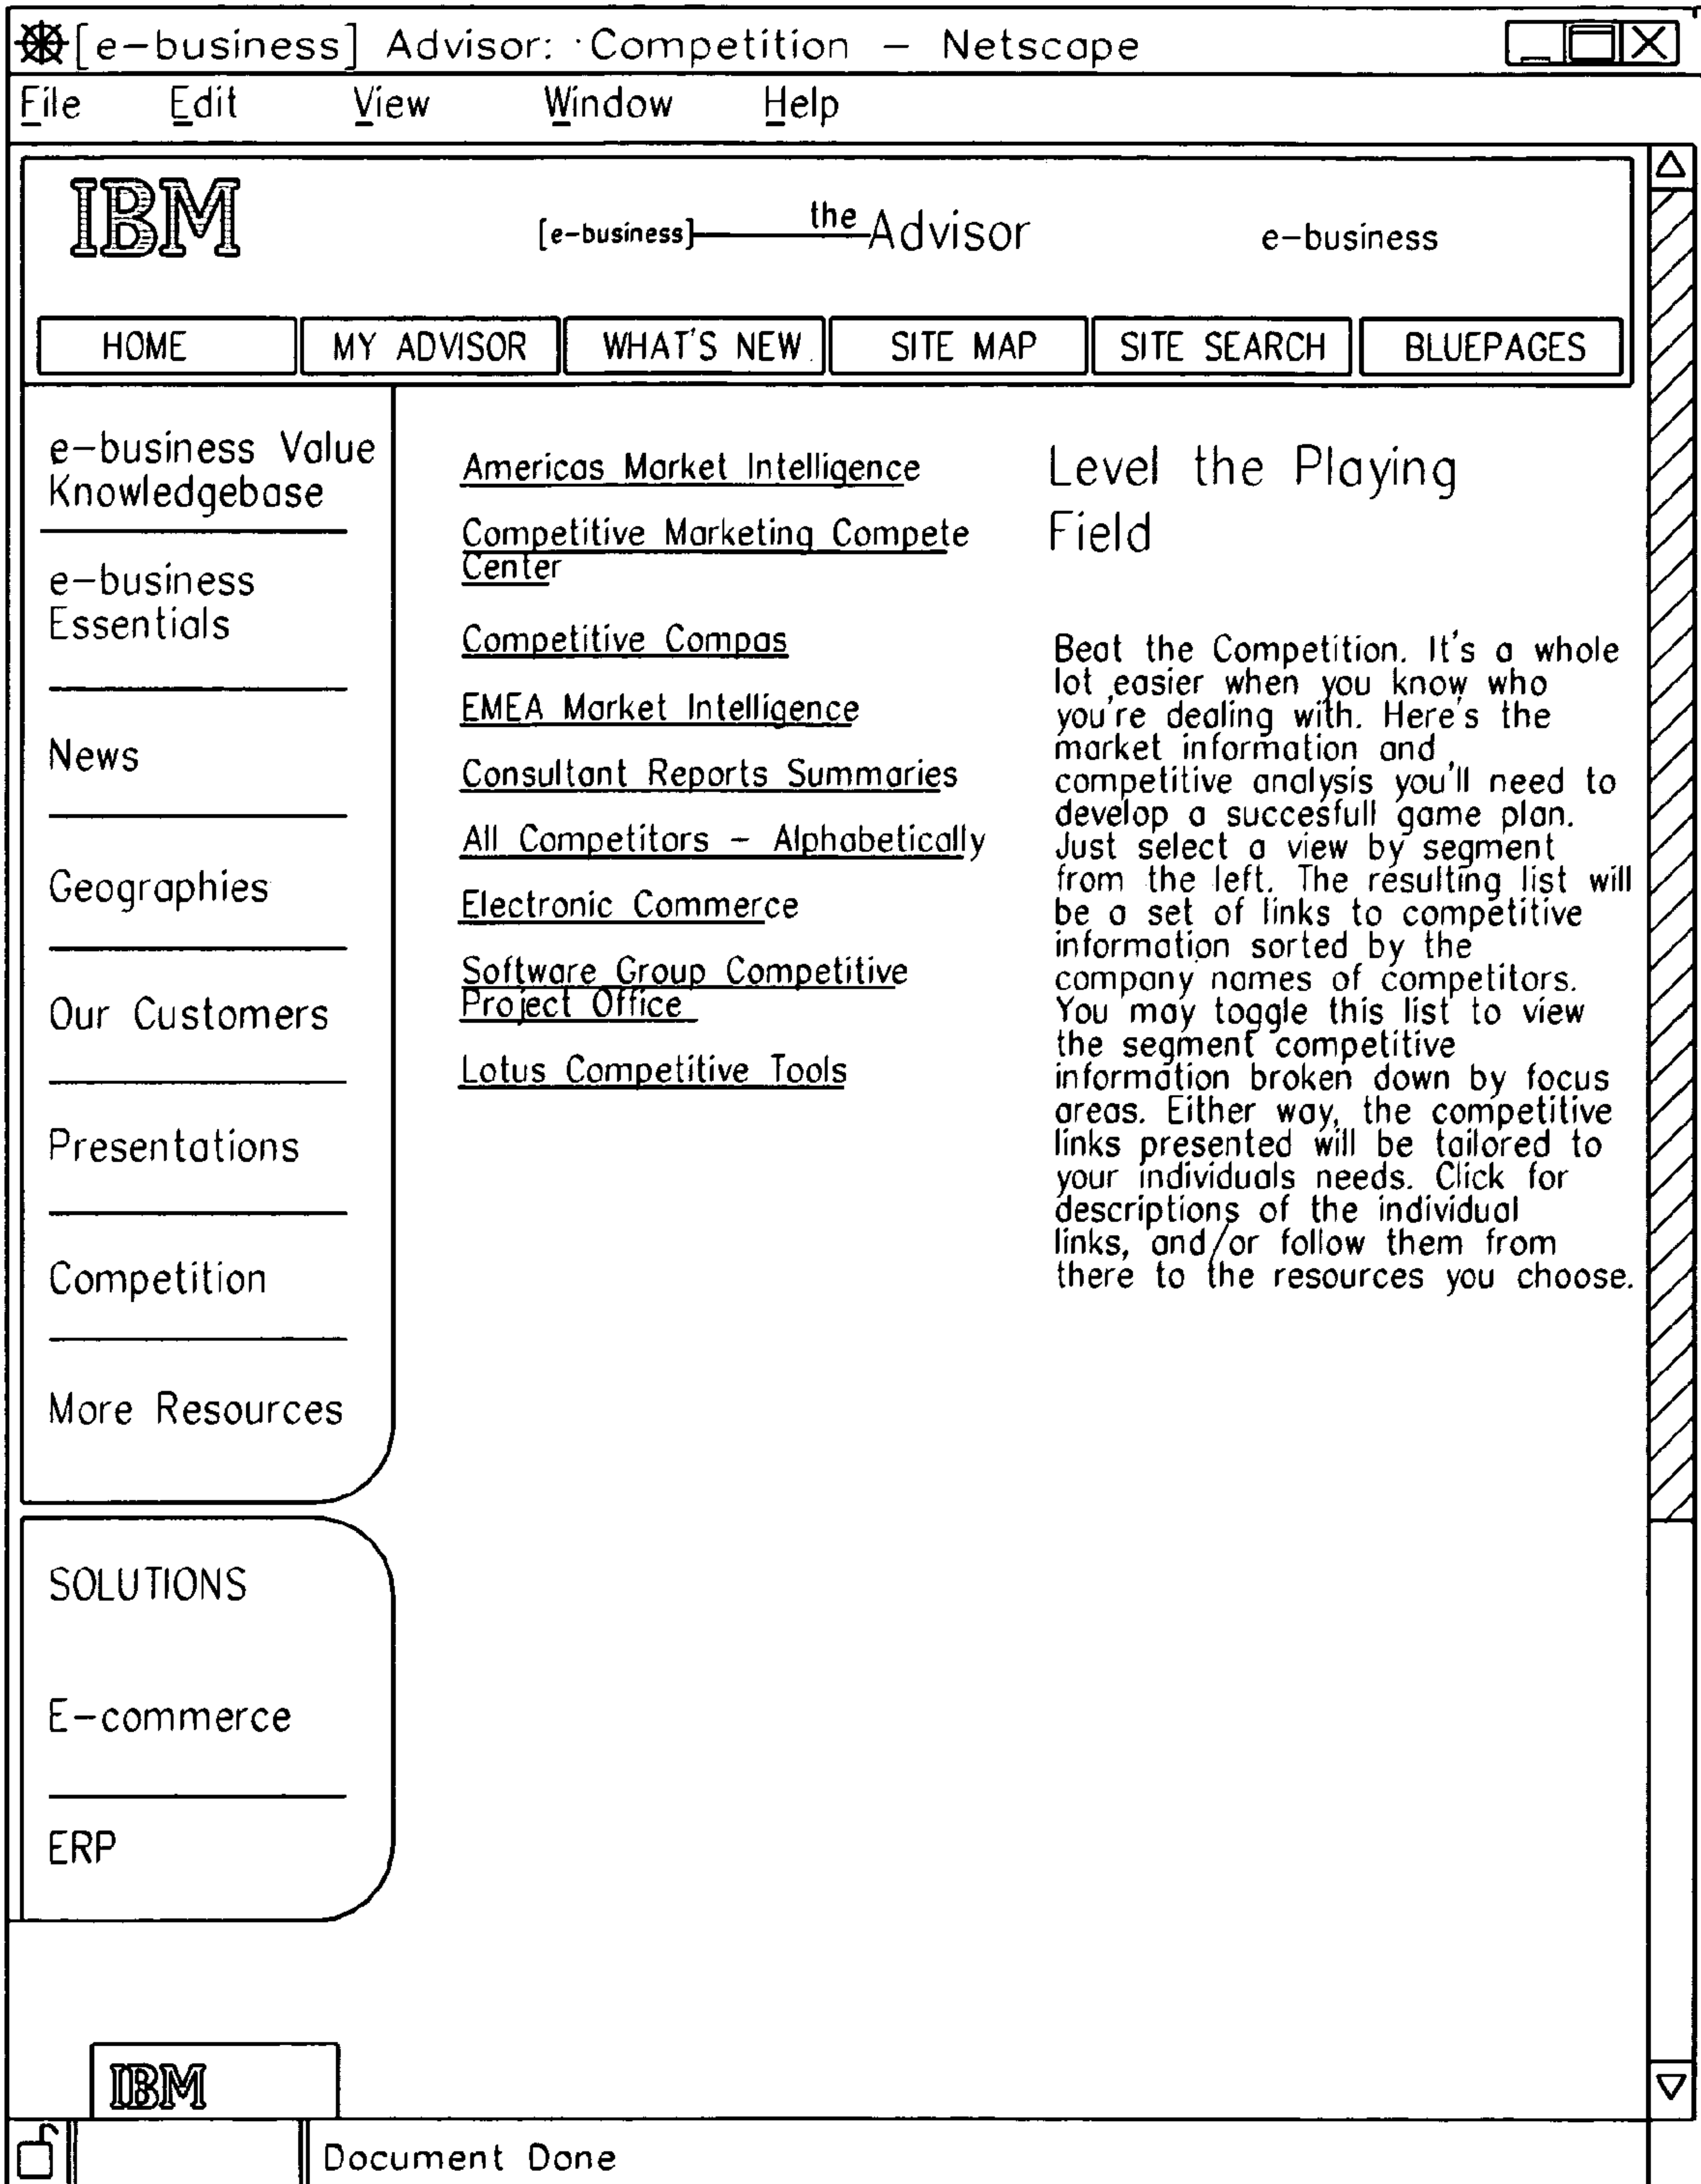 [e-business] Advisor: Competition — Netscape
File Edit View Window Help
IBM
[e-business] the Advisor
e-business
HOME MY ADVISOR WHAT'S NEW SITE MAP SITE SEARCH BLUEPAGES
e-business Value
Knowledgebase
e-business
Essentials
News
Geographies
Our Customers
Presentations
Competition
More Resources
SOLUTIONS
E-commerce
ERP
Americas Market Intelligence
Competitive Marketing Compete
Center
Competitive Compas
EMEA Market Intelligence
Consultant Reports Summaries
All Competitors — Alphabetically
Electronic Commerce
Software Group Competitive
Project Office
Lotus Competitive Tools
Level the Playing
Field
Beat the Competition. It's a whole
lot easier when you know who
you're dealing with. Here's the
market information and
competitive analysis you'll need to
develop a succesfull game plan.
Just select a view by segment
from the left. The resulting list will
be a set of links to competitive
information sorted by the
company names of competitors.
You may toggle this list to view
the segment competitive
information broken down by focus
areas. Either way, the competitive
links presented will be tailored to
your individuals needs. Click for
descriptions of the individual
links, and/or follow them from
there to the resources you choose.
IBM
Document Done